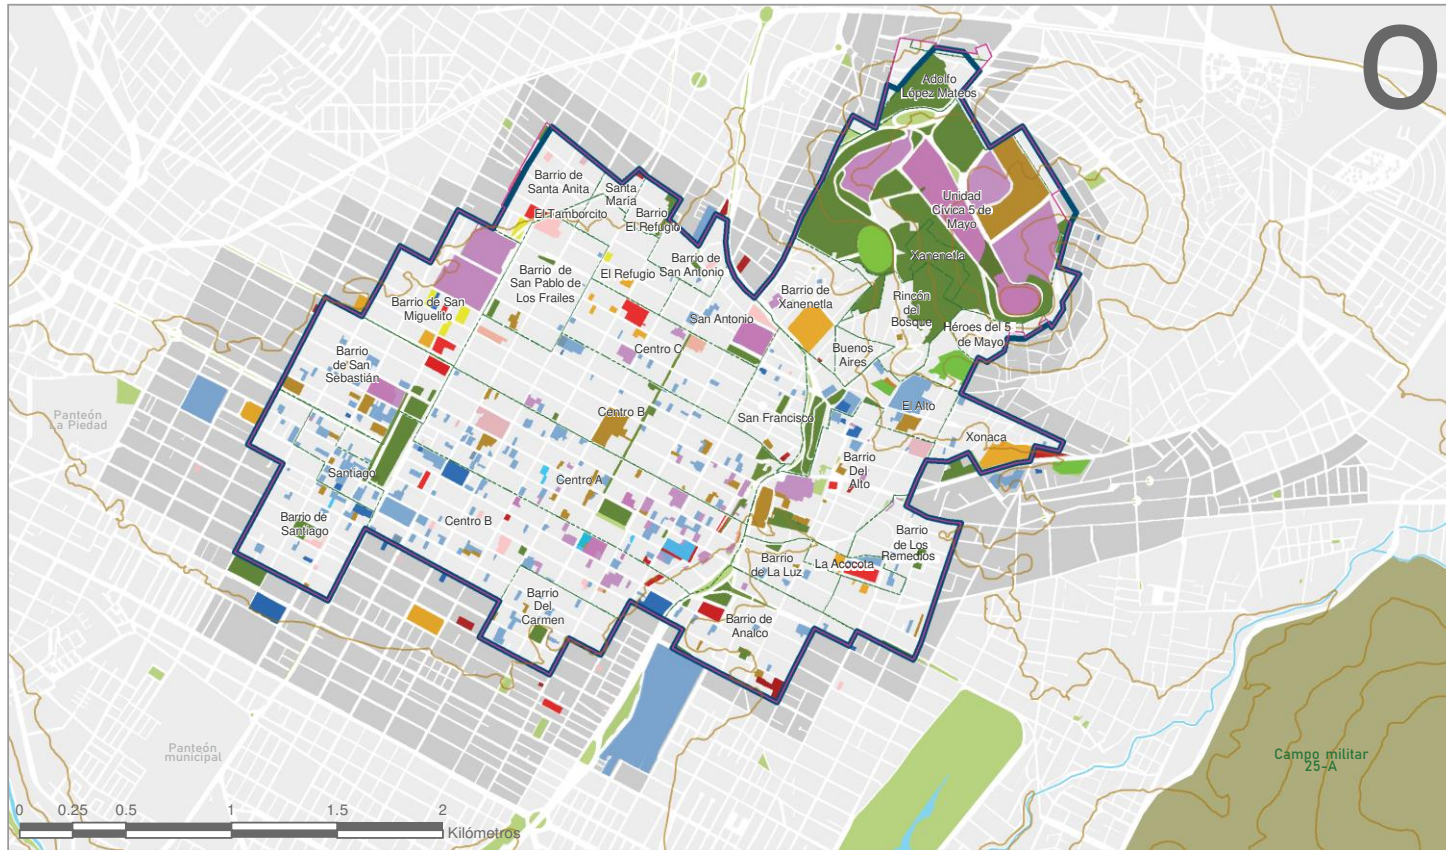 O
Adolfo
López Mateos
Barrio de
Santa Anita
Santa
María
El Tamborcito
Barrio
El Refugio
Unidad
Cívica 5 de
Mayo
Xanenetla
Barrio de
San Pablo de
Los Frailes
El Refugio
Barrio de
San Antonio
Barrio de
Xanenetla
Rincón
del
Bosque
Barrio de San
Miguelito
San Antonio
Héroes del 5
de Mayo
Barrio
de San
Sebastián
Centro C
Buenos
Aires
Panteón
La Piedad
Centro B
San Francisco
El Alto
Xonaca
Santiago
Centro A
Barrio
Del
Alto
Barrio de
Santiago
Centro B
Barrio
de Los
Remedios
Barrio
de La Luz
La Acocota
Barrio
Del
Carmen
Barrio de
Analco
Panteón
municipal
Campo militar
25-A
0 0.25 0.5 1 1.5 2
Kilómetros